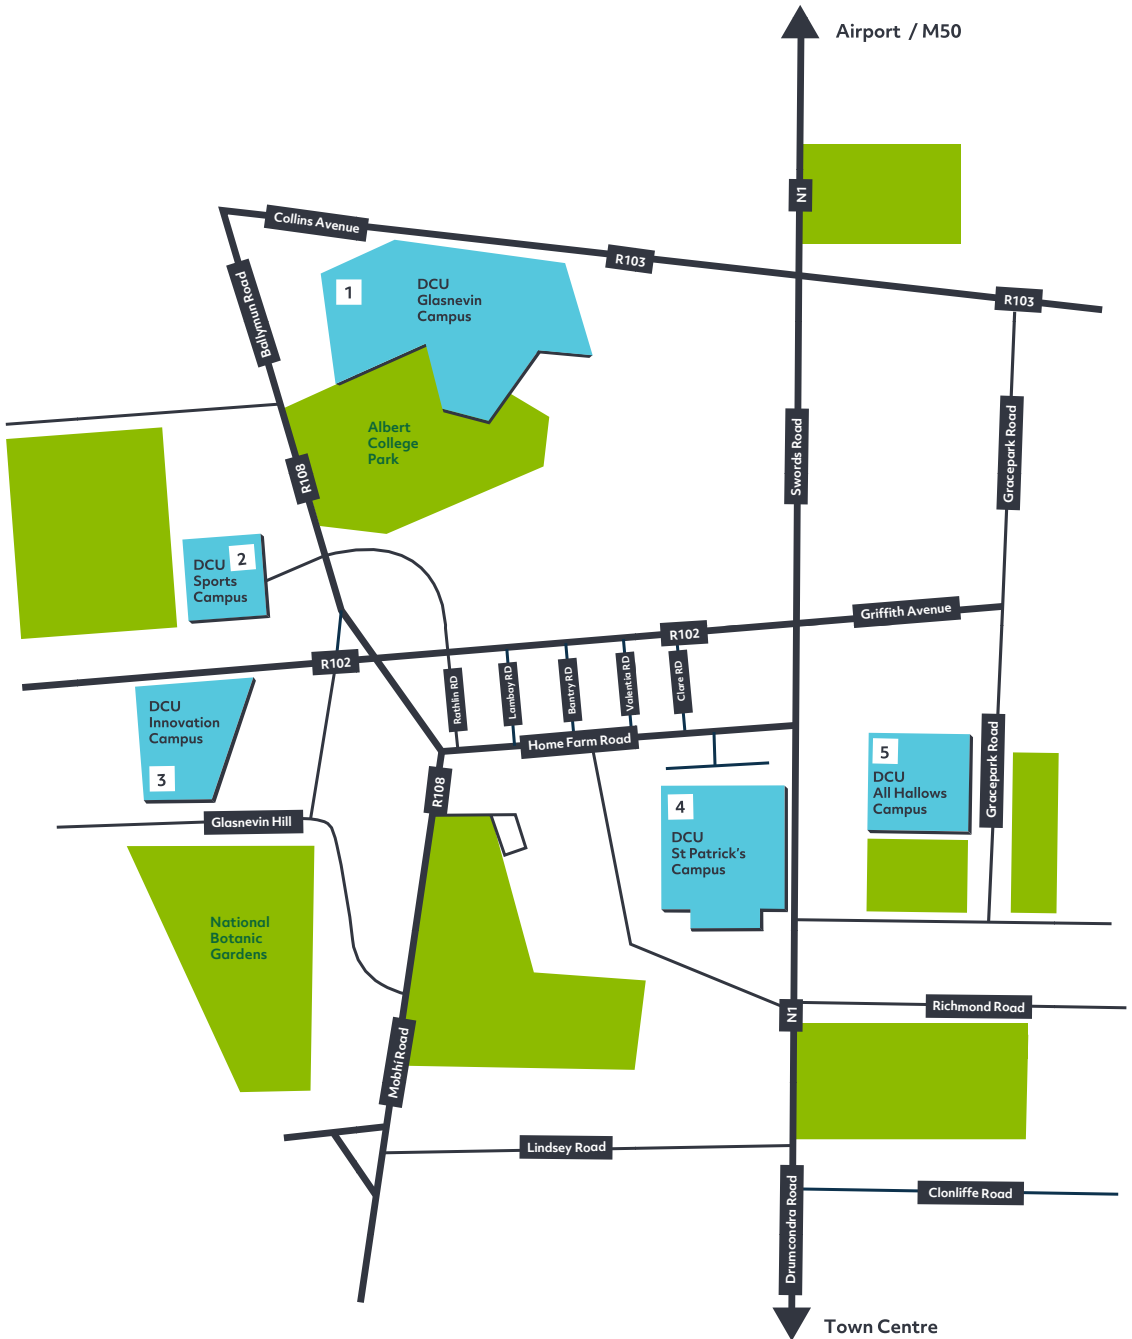 Airport / M50
N1
Collins Avenue
R103
R103
Ballymun Road
1
DCU
Glasnevin
Campus
Albert
College
Park
R108
Swords Road
Gracepark Road
2
DCU
Sports
Campus
Griffith Avenue
R102
R102
Rathlin RD
Lambay RD
Bantry RD
Valentia RD
Clare RD
DCU
Innovation
Campus
3
Home Farm Road
R108
Gracepark Road
5
DCU
All Hallows
Campus
4
DCU
St Patrick's
Campus
Glasnevin Hill
National
Botanic
Gardens
Richmond Road
N1
Mobhi Road
Lindsey Road
Clonliffe Road
Drumcondra Road
Town Centre